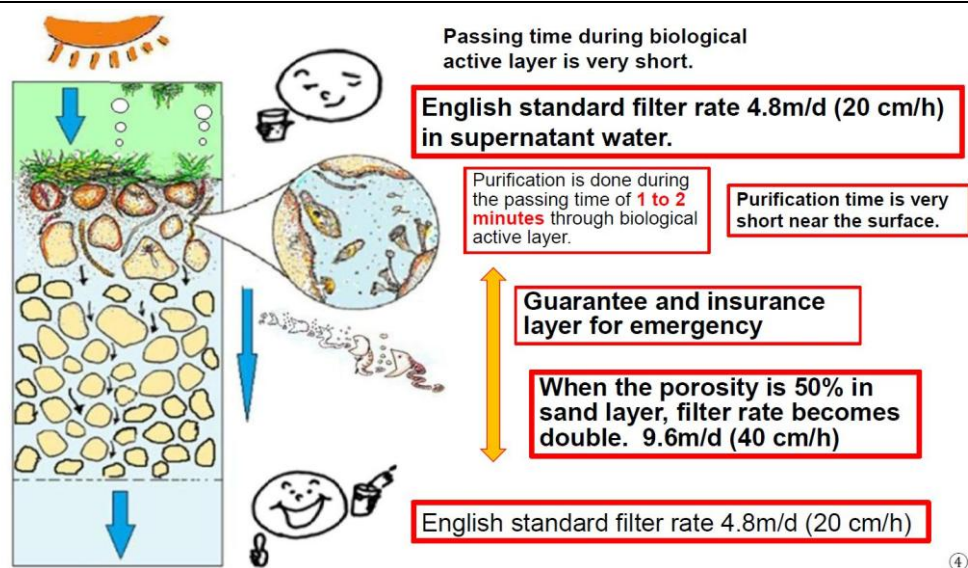 Passing time during biological
active layer is very short.
English standard filter rate 4.8m/d (20 cm/h)
in supernatant water.
Purification is done during
the passing time of 1 to 2
minutes through biological
active layer.
Purification time is very
short near the surface.
Guarantee and insurance
layer for emergency
When the porosity is 50% in
sand layer, filter rate becomes
double. 9.6m/d (40 cm/h)
English standard filter rate 4.8m/d (20 cm/h)
④